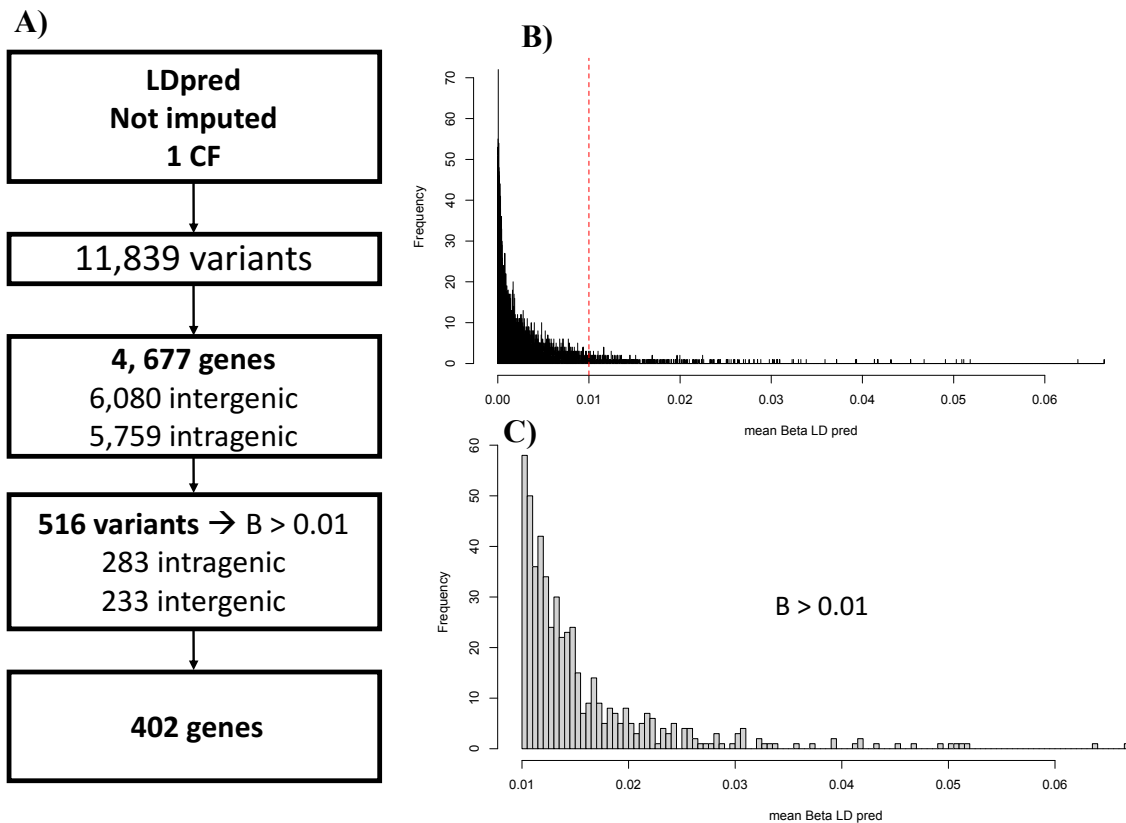 A)
LDpred
Not imputed
1 CF
11,839 variants
4, 677 genes
6,080 intergenic
5,759 intragenic
516 variants → B > 0.01
283 intragenic
233 intergenic
402 genes
B)
Frequency
70
60
50
40
30
20
10
0
0.00 0.01 0.02 0.03 0.04 0.05 0.06
mean Beta LD pred
C)
Frequency
60
50
40
30
20
10
0
B > 0.01
0.01 0.02 0.03 0.04 0.05 0.06
mean Beta LD pred